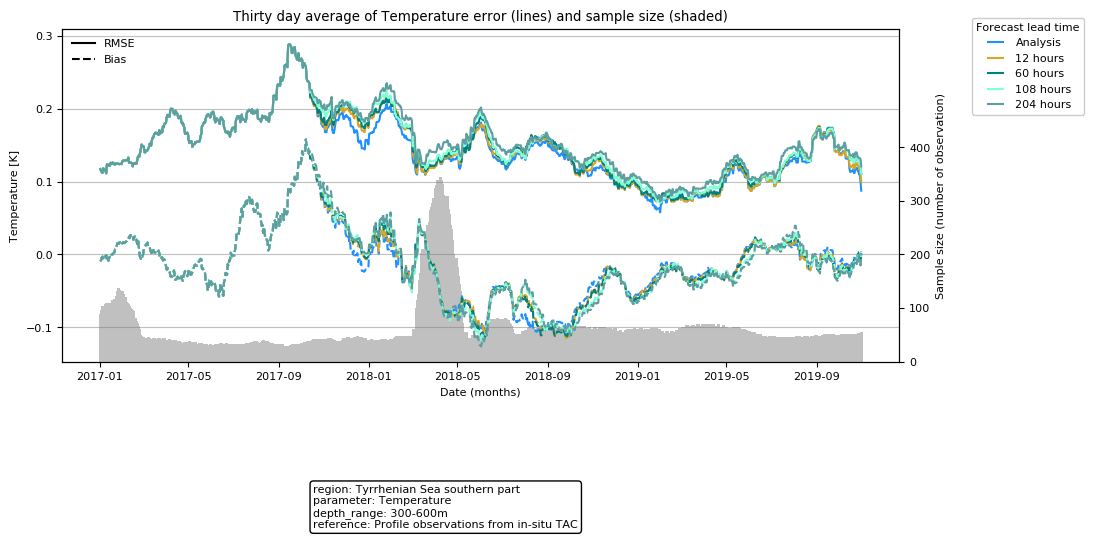 Thirty day average of Temperature error (lines) and sample size (shaded)
Forecast lead time
Analysis
12 hours
60 hours
108 hours
204 hours
RMSE
Bias
Temperature [K]
0.3
0.2
0.1
0.0
−0.1
Sample size (number of observation)
400
300
200
100
0
2017-01
2017-05
2017-09
2018-01
2018-05
2018-09
2019-01
2019-05
2019-09
Date (months)
region: Tyrrhenian Sea southern part
parameter: Temperature
depth_range: 300-600m
reference: Profile observations from in-situ TAC